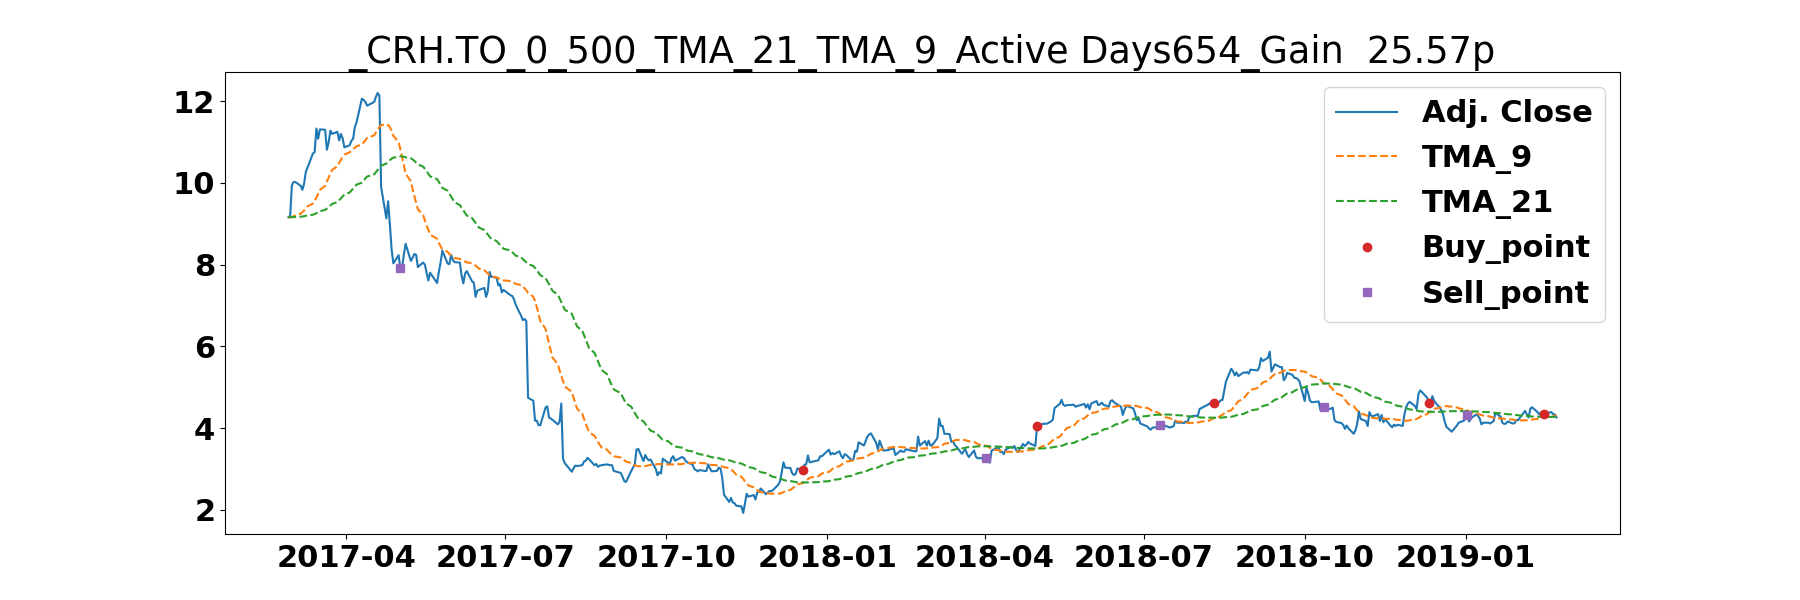 _CRH.TO_0_500_TMA_21_TMA_9_Active Days654_Gain  25.57p
12
10
8
6
4
2
Adj. Close
TMA_9
TMA_21
Buy_point
Sell_point
2017-04 2017-07 2017-10 2018-01 2018-04 2018-07 2018-10 2019-01